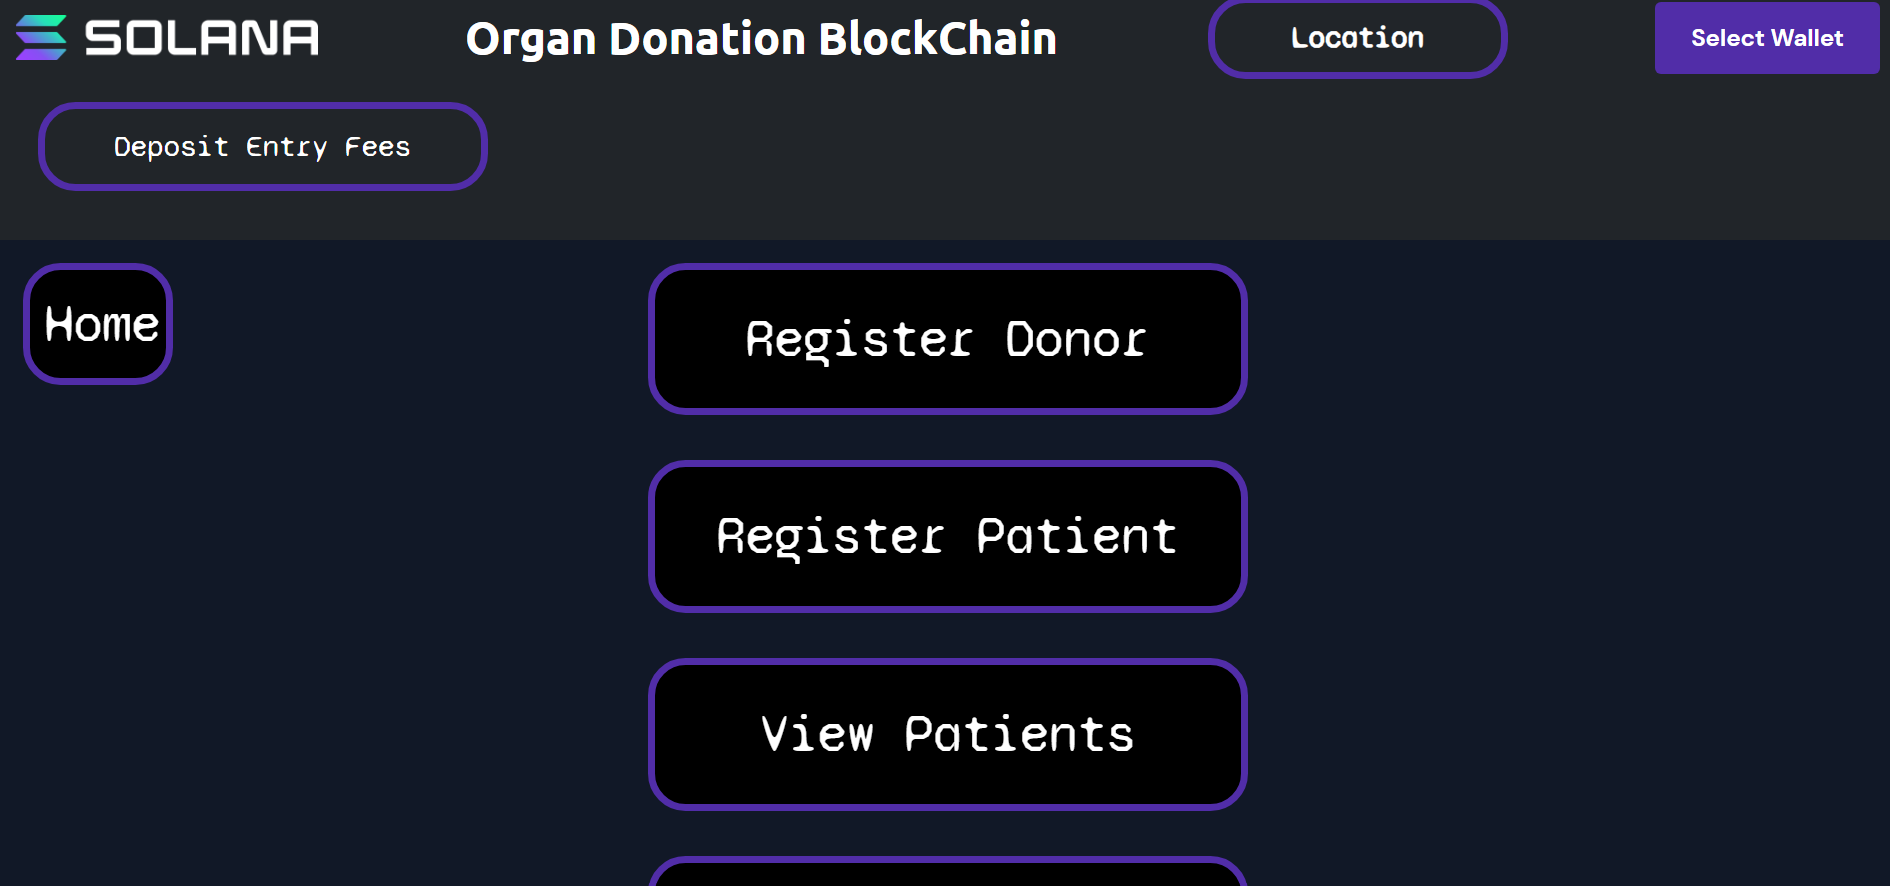 SOLANA
Organ Donation BlockChain
Location
Select Wallet
Deposit Entry Fees
Home
Register Donor
Register Patient
View Patients